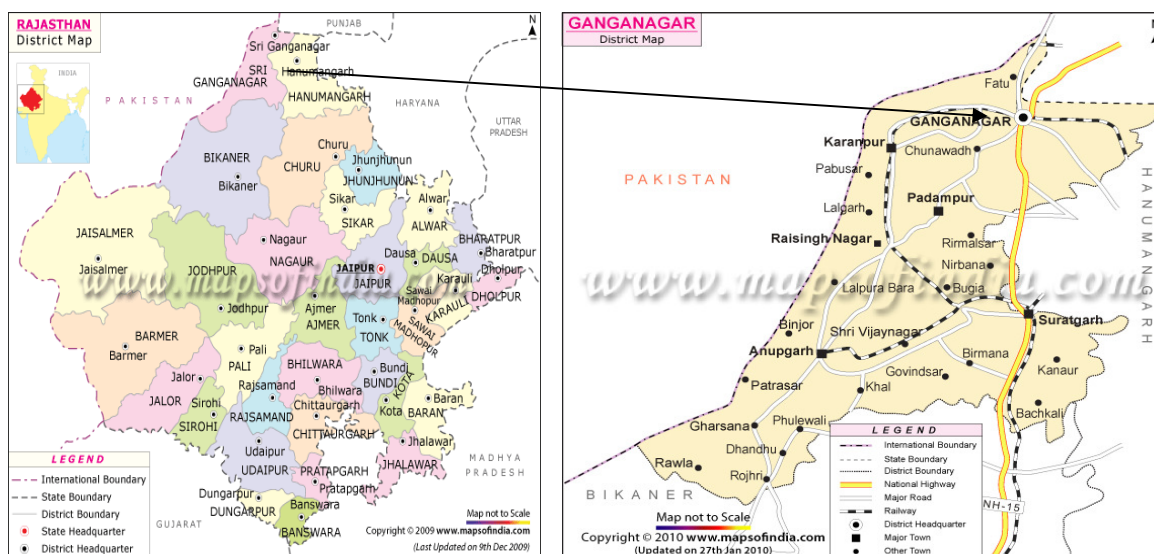 RAJASTHAN
District Map
INDIA
PUNJAB
N
Sri Ganganagar
SRI
GANGANAGAR
Hanumangarh
HANUMANGARH
PAKISTAN
HARYANA
UTTAR
PRADESH
BIKANER
Bikaner
Churu
CHURU
Jhunjhunun
JHUNJHUNUN
Sikar
SIKAR
Alwar
ALWAR
JAISALMER
Jaisalmer
JODHPUR
Jodhpur
Nagaur
NAGAUR
JAIPUR
JAIPUR
Dausa
DAUSA
BHARATPUR
Bharatpur
Dholpur
DHOLPUR
Karauli
KARAULI
Sawai
Madhopur
SAWAI
MADHOPUR
www.mapsofindia.com
Ajmer
AJMER
Tonk
TONK
BARMER
Barmer
Pali
PALI
Jalor
JALOR
Sirohi
SIROHI
Rajsamand
RAJSAMAND
BHILWARA
Bhilwara
Bundi
BUNDI
KOTA
Kota
Baran
BARAN
Chittaurgarh
CHITTAURGARH
Jhalawar
JHALAWAR
Udaipur
UDAIPUR
PRATAPGARH
Pratapgarh
Dungarpur
DUNGARPUR
Banswara
BANSWARA
MADHYA
PRADESH
GUJARAT
LEGEND
International Boundary
State Boundary
District Boundary
State Headquarter
District Headquarter
Map not to Scale
Copyright © 2009 www.mapsofindia.com
(Last Updated on 9th Dec 2009)
GANGANAGAR
District Map
N
Fatu
GANGANAGAR
Karanpur
Chunawadh
Pabusar
PAKISTAN
HANUMANGARH
Padampur
Lalgarh
Raisingh Nagar
Rirmalsar
Nirbana
Lalpura Bara
Bugia
www.mapsofindia.com
Suratgarh
Binjor
Shri Vijaynagar
Anupgarh
Birmana
Kanaur
Govindsar
Patrasar
Khal
Bachkali
Gharsana
Phulewali
Dhandhu
Rawla
Rojhri
BIKANER
NH-15
LEGEND
International Boundary
State Boundary
District Boundary
National Highway
Major Road
Railway
District Headquarter
Major Town
Other Town
Map not to Scale
Copyright © 2010 www.mapsofindia.com
(Updated on 27th Jan 2010)